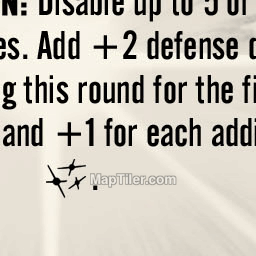 N: Disable up to 5 of
es. Add +2 defense d
g this round for the fi
and +1 for each addi
.
MapTiler.com